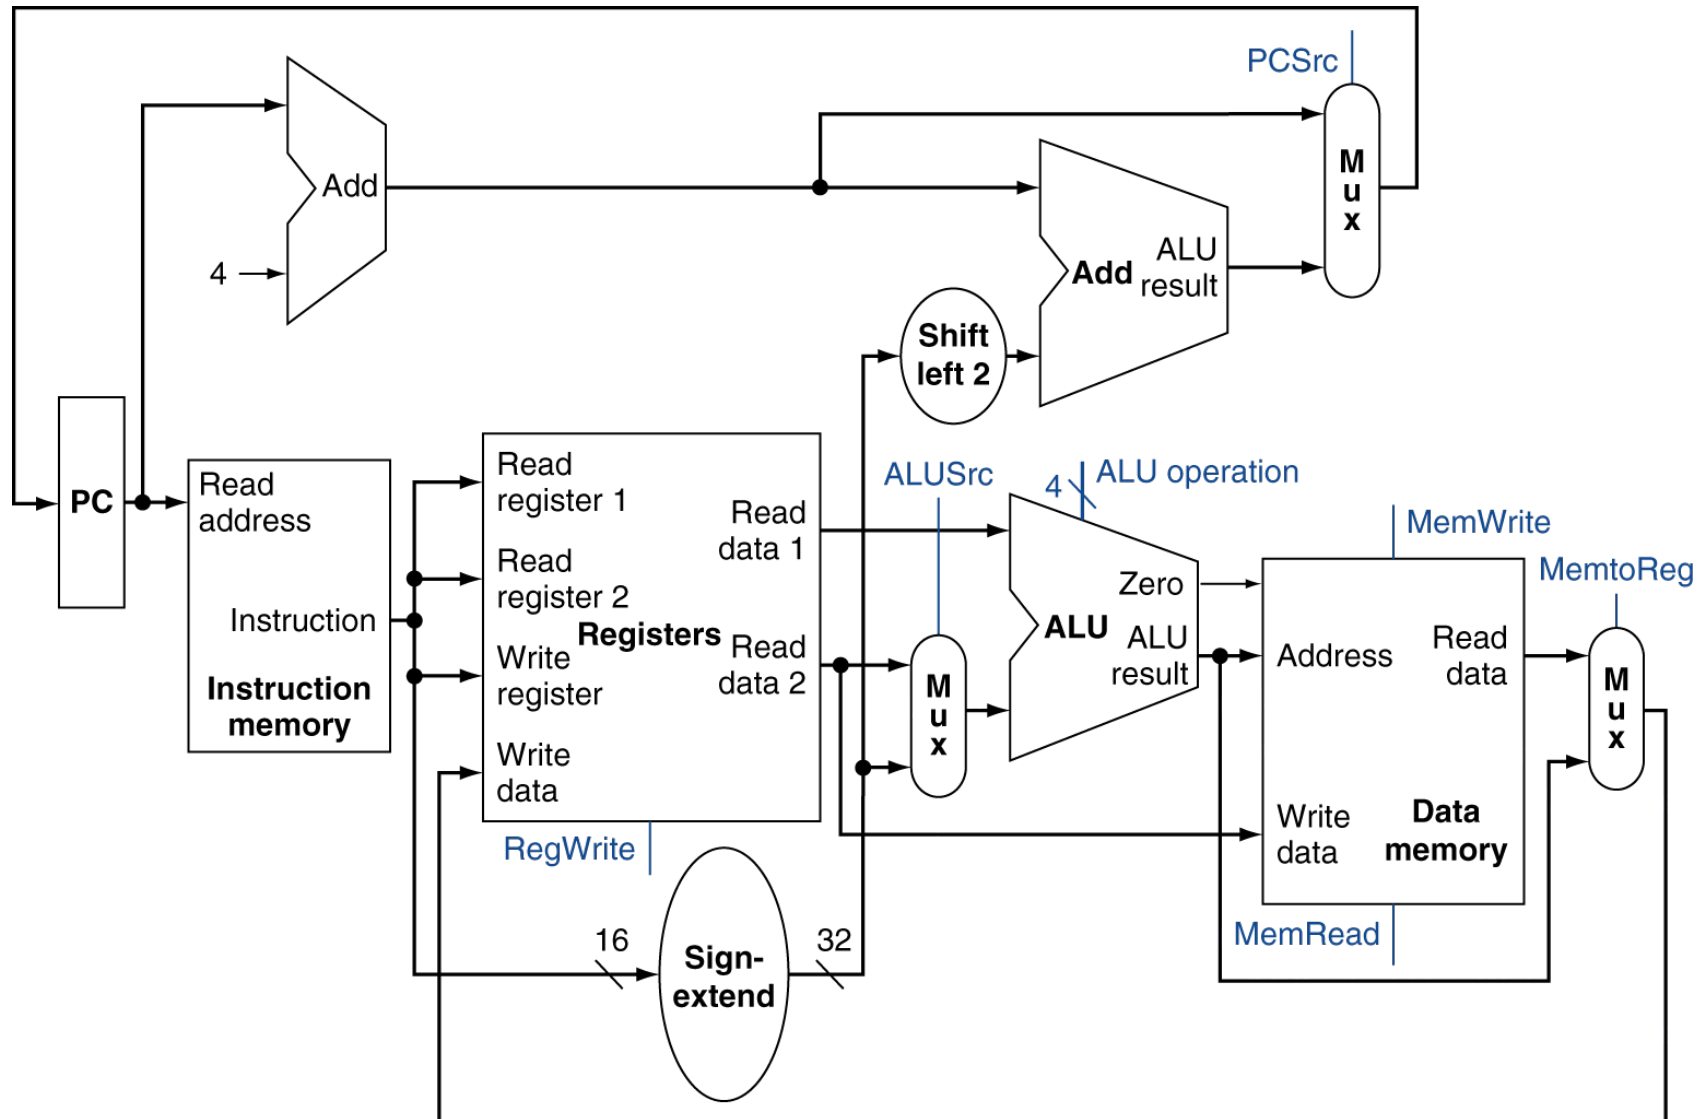 PCSrc
Add
4
M
u
x
ALU
Add result
Shift
left 2
PC
Read
address
Instruction
Instruction
memory
Read
register 1
Read
register 2
Registers
Write
register
Write
data
Read
data 1
Read
data 2
RegWrite
16
Sign-
extend
32
ALUSrc
M
u
x
4
ALU operation
Zero
ALU
ALU
result
MemWrite
Address
Read
data
Write
data
Data
memory
MemRead
MemtoReg
M
u
x